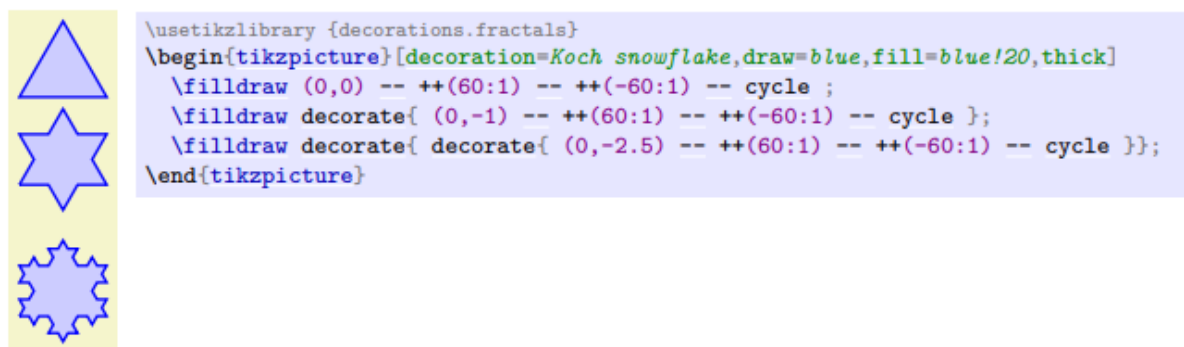 \usetikzlibrary {decorations.fractals}
\begin{tikzpicture}[decoration=Koch snowflake,draw=blue,fill=blue!20,thick]
\filldraw (0,0) -- ++(60:1) -- ++(-60:1) -- cycle ;
\filldraw decorate{ (0,-1) -- ++(60:1) -- ++(-60:1) -- cycle };
\filldraw decorate{ decorate{ (0,-2.5) -- ++(60:1) -- ++(-60:1) -- cycle }};
\end{tikzpicture}